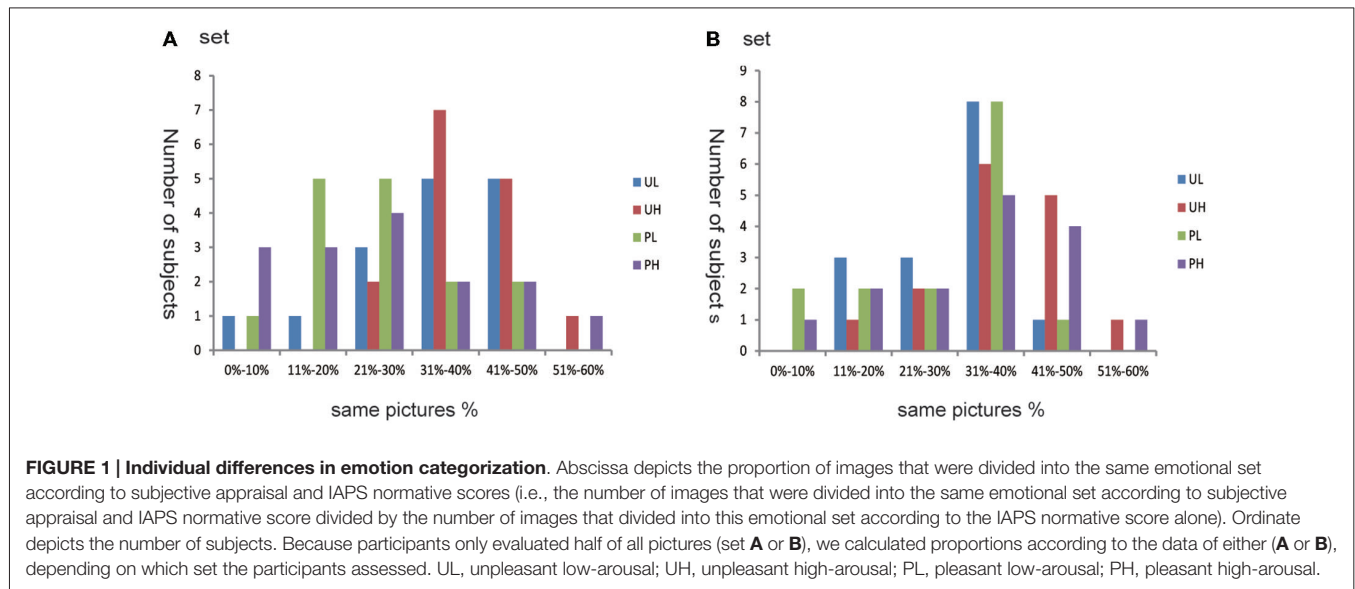 A set
8
7
6
5
4
3
2
1
0
Number of subjects
0%-10% 11%-20% 21%-30% 31%-40% 41%-50% 51%-60%
same pictures %
UL
UH
PL
PH
B set
9
8
7
6
5
4
3
2
1
0
Number of subject s
0%-10% 11%-20% 21%-30% 31%-40% 41%-50% 51%-60%
same pictures %
UL
UH
PL
PH
FIGURE 1 | Individual differences in emotion categorization. Abscissa depicts the proportion of images that were divided into the same emotional set
according to subjective appraisal and IAPS normative scores (i.e., the number of images that were divided into the same emotional set according to subjective
appraisal and IAPS normative score divided by the number of images that divided into this emotional set according to the IAPS normative score alone). Ordinate
depicts the number of subjects. Because participants only evaluated half of all pictures (set A or B), we calculated proportions according to the data of either (A or B),
depending on which set the participants assessed. UL, unpleasant low-arousal; UH, unpleasant high-arousal; PL, pleasant low-arousal; PH, pleasant high-arousal.